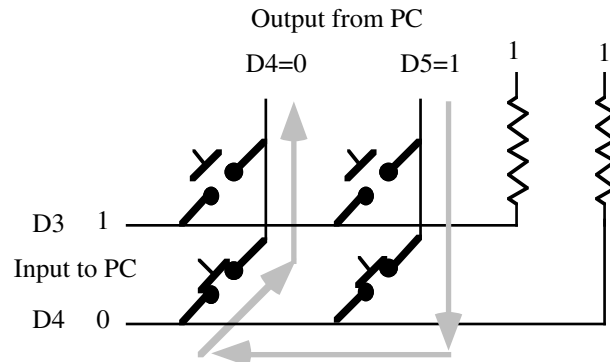 Output from PC
D4=0 D5=1 1 1
D3 1
Input to PC
D4 0